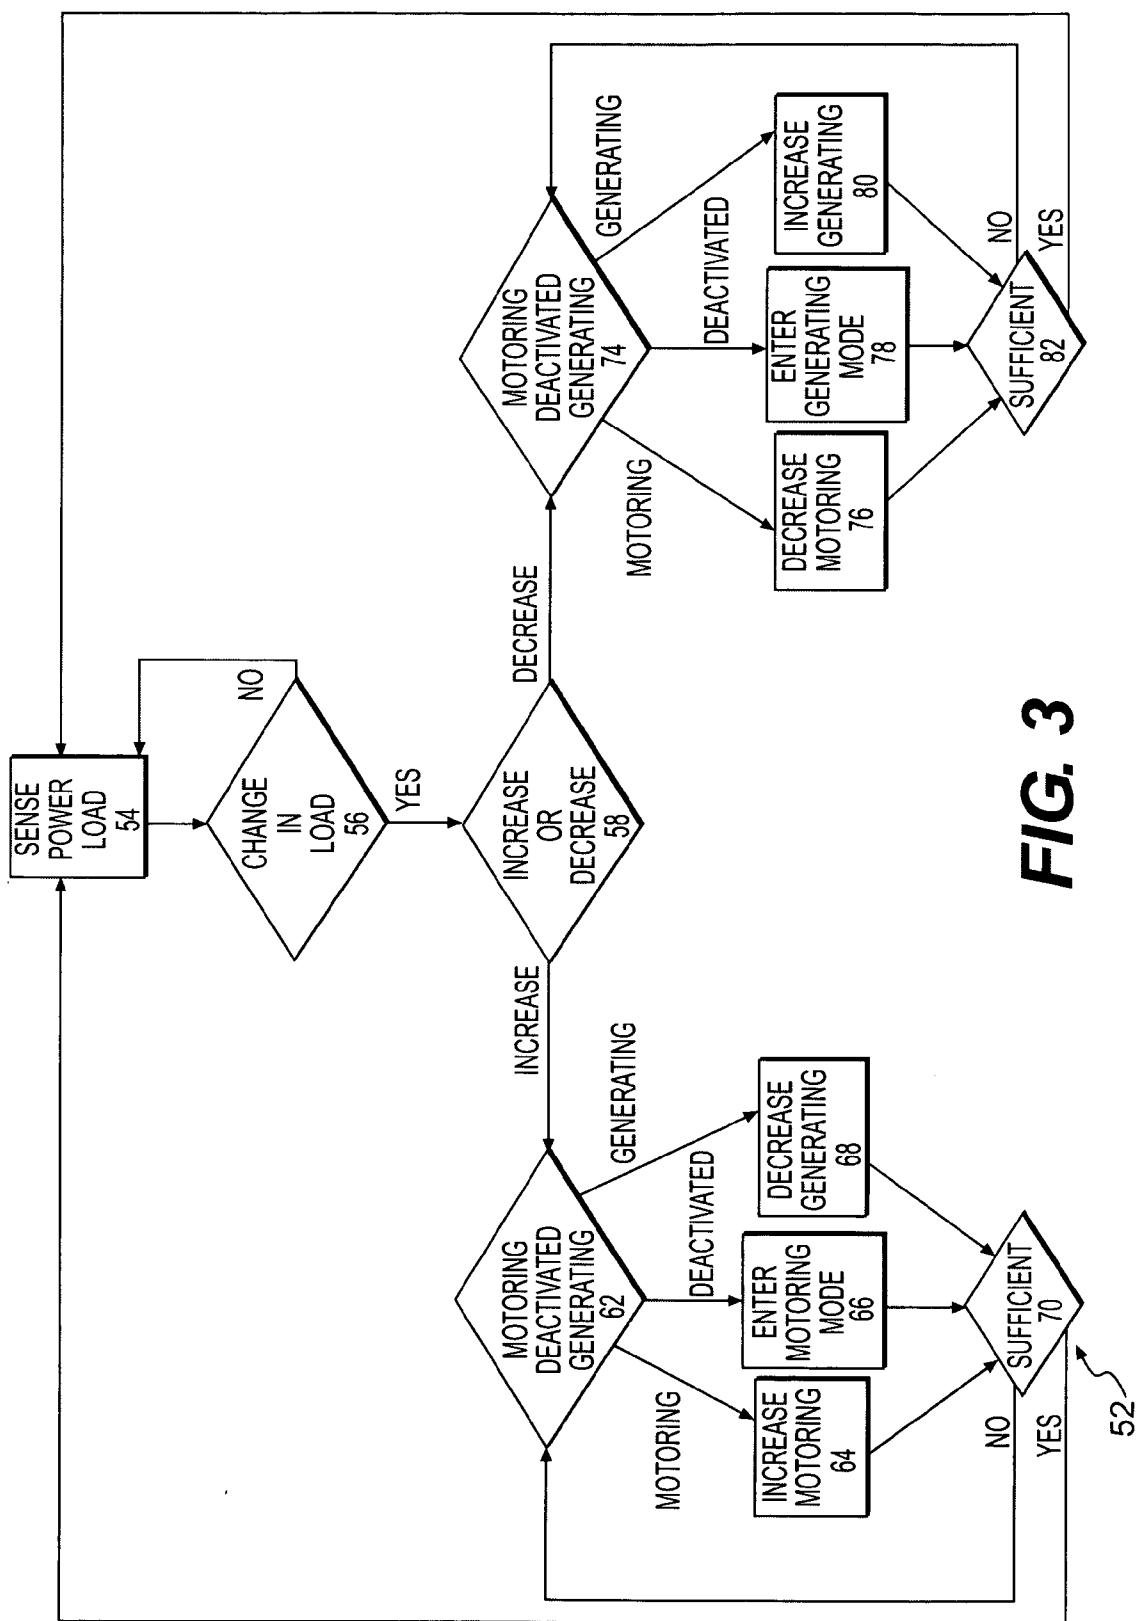 SENSE
POWER
LOAD
54
CHANGE
IN
LOAD
56
NO
YES
INCREASE
OR
DECREASE
58
INCREASE
DECREASE
MOTORING
DEACTIVATED
GENERATING
62
MOTORING
DEACTIVATED
GENERATING
INCREASE
MOTORING
64
ENTER
MOTORING
MODE
66
DECREASE
GENERATING
68
SUFFICIENT
70
NO
YES
52
MOTORING
DEACTIVATED
GENERATING
74
MOTORING
DEACTIVATED
GENERATING
DECREASE
MOTORING
76
ENTER
GENERATING
MODE
78
INCREASE
GENERATING
80
SUFFICIENT
82
NO
YES
FIG. 3